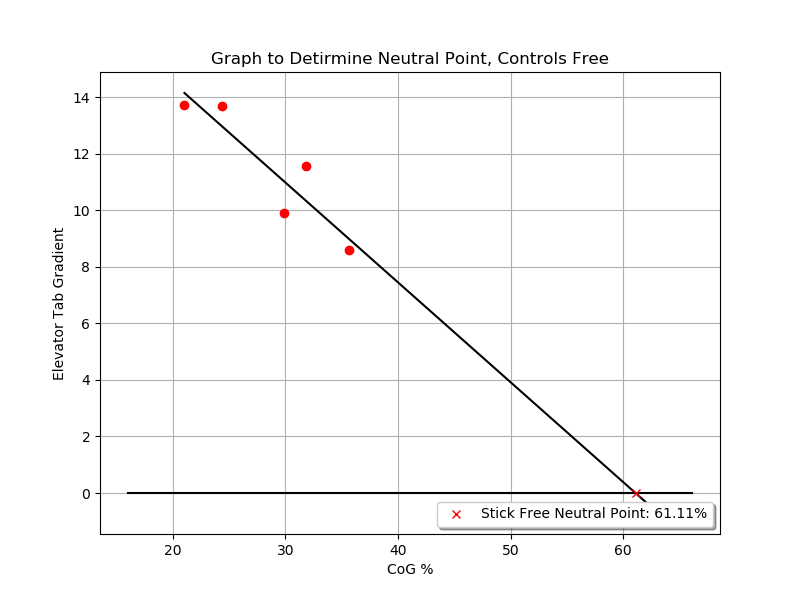 Graph to Detirmine Neutral Point, Controls Free
Elevator Tab Gradient
14
12
10
8
6
4
2
0
Stick Free Neutral Point: 61.11%
20 30 40 50 60
CoG %